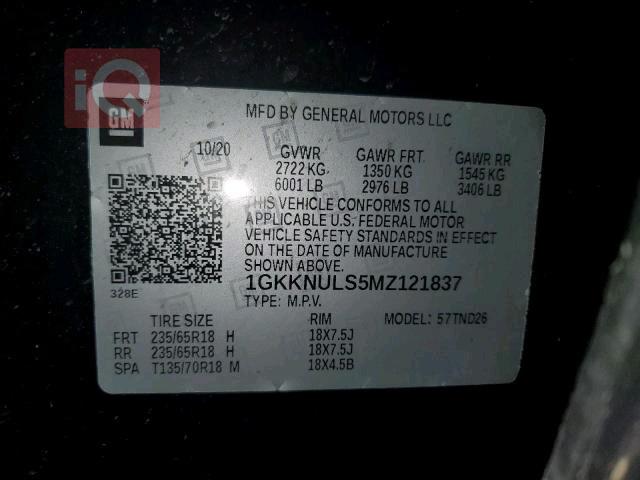 iQ
GM
MFD BY GENERAL MOTORS LLC
10/20 GVWR GAWR FRT. GAWR RR
2722 KG 1350 KG 1545 KG
6001 LB 2976 LB 3406 LB
THIS VEHICLE CONFORMS TO ALL
APPLICABLE U.S. FEDERAL MOTOR
VEHICLE SAFETY STANDARDS IN EFFECT
ON THE DATE OF MANUFACTURE
SHOWN ABOVE.
328E
1GKKNULS5MZ121837
TYPE: M.P.V. MODEL: 57TND26
TIRE SIZE RIM
FRT 235/65R18 H 18X7.5J
RR 235/65R18 H 18X7.5J
SPA T135/70R18 M 18X4.5B